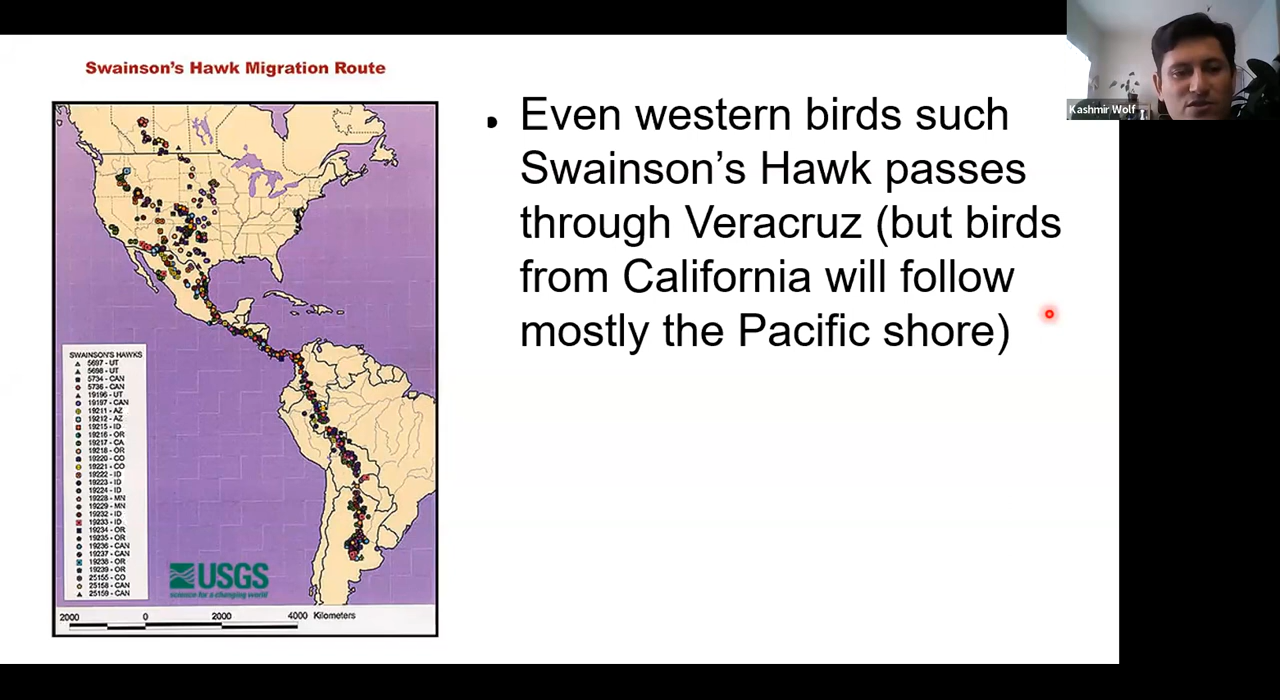 Swainson's Hawk Migration Route
Kashmir Wolf
• Even western birds such
Swainson's Hawk passes
through Veracruz (but birds
from California will follow
mostly the Pacific shore)
SWAINSON'S HAWKS
5697 - UT
5698 - UT
5734 - CAN
5736 - CAN
19196 - UT
19197 - CAN
19211 - AZ
19212 - AZ
19215 - ID
19216 - OR
19217 - CA
19218 - OR
19220 - CO
19221 - CO
19222 - ID
19223 - ID
19224 - ID
19228 - MN
19229 - MN
19232 - ID
19233 - ID
19234 - OR
19235 - OR
19236 - CAN
19237 - CAN
19238 - OR
19239 - OR
25155 - CO
25158 - CAN
25159 - CAN
USGS
science for a changing world
2000 0 2000 4000 Kilometers